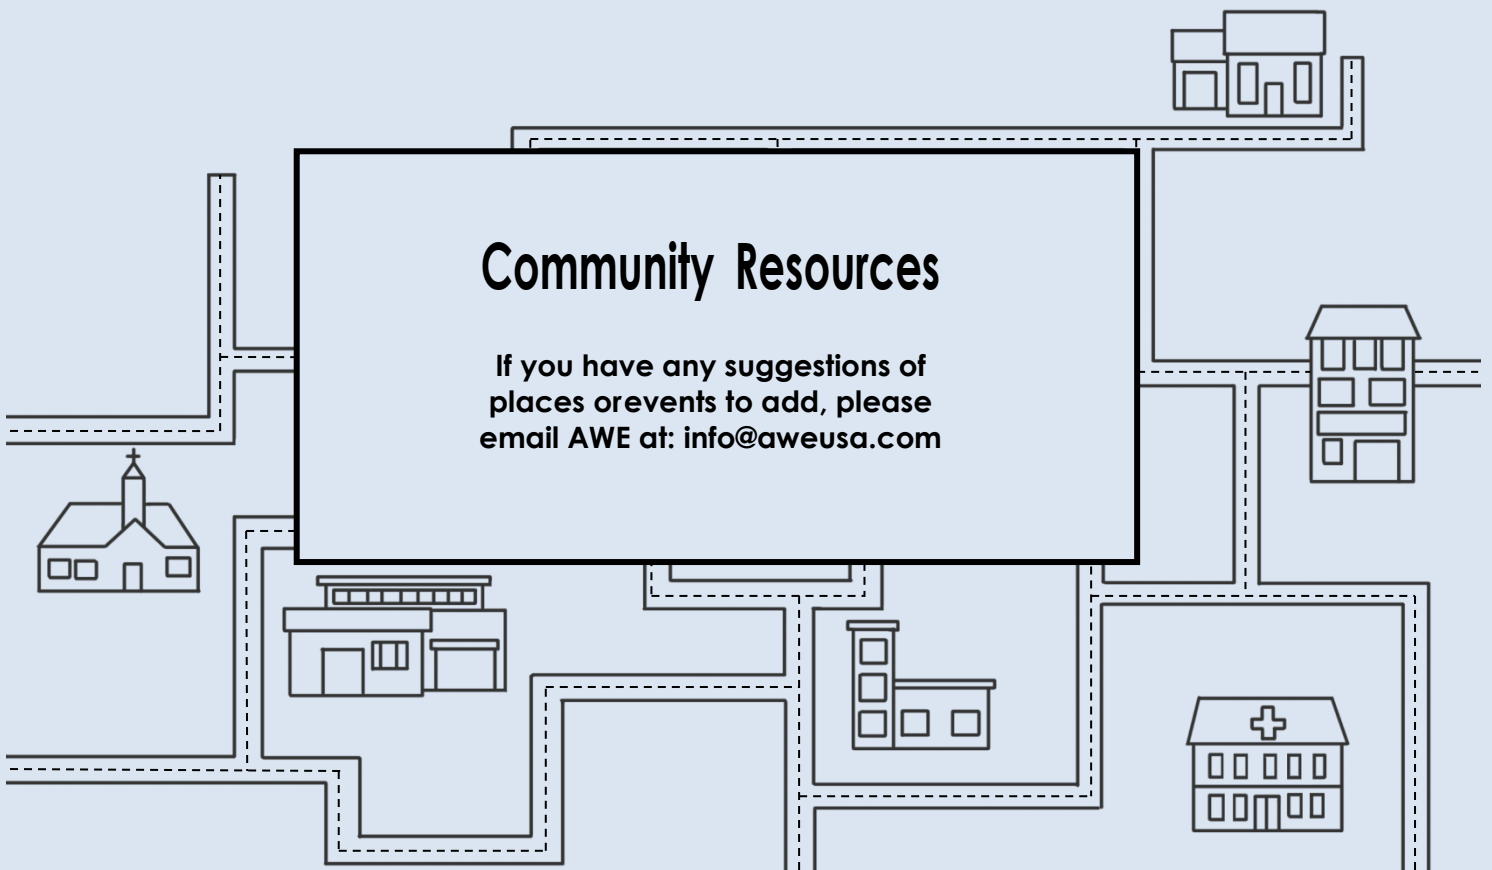 Community Resources
If you have any suggestions of
places orevents to add, please
email AWE at: info@aweusa.com